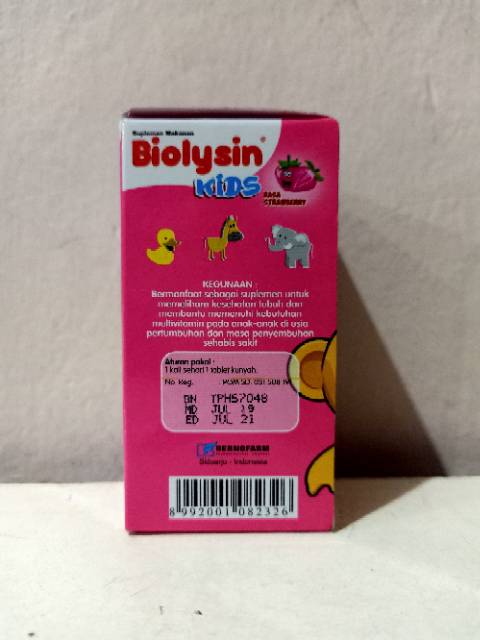 Suplemen Makanan
Biolysin®
KiDS
RASA
STRAWBERRY
KEGUNAAN :
Bermanfaat sebagai suplemen untuk
memelihara kesehatan tubuh dan
membantu memenuhi kebutuhan
multivitamin pada anak-anak di usia
pertumbuhan dan masa penyembuhan
sehabis sakit
Aturan pakai :
1 kali sehari 1 tablet kunyah.
No. Reg. :
BN TPH57048
MD JUL 19
ED JUL 21
BERNOFARM
Sidoarjo - Indonesia
8 992001 082326